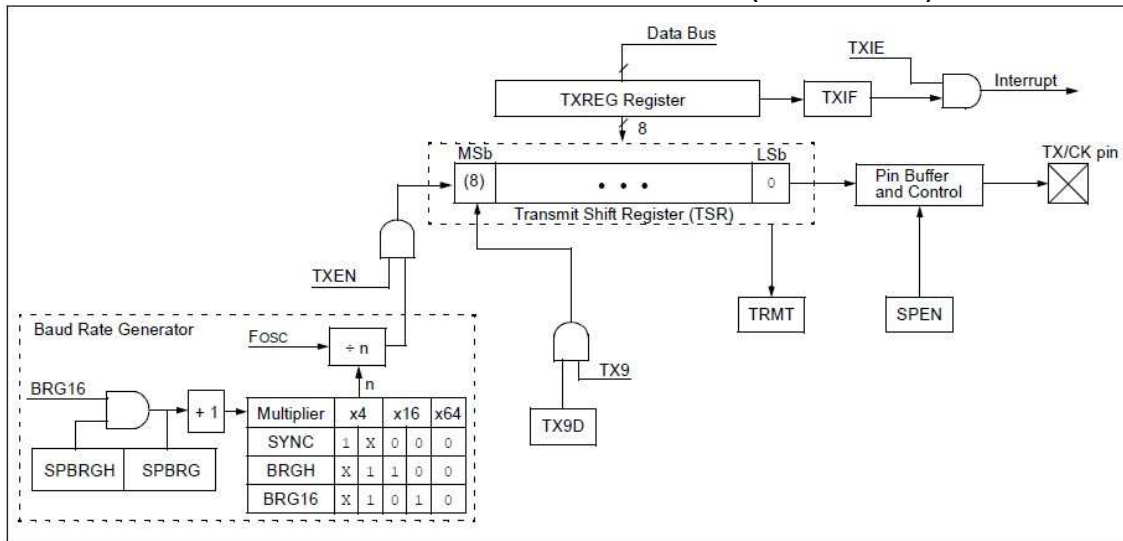 Data Bus
TXIE
Interrupt
TXREG Register
TXIF
8
MSb
LSb
TX/CK pin
(8)
• • •
0
Pin Buffer
and Control
Transmit Shift Register (TSR)
TXEN
TRMT
SPEN
Baud Rate Generator
FOSC
÷ n
TX9
n
BRG16
+ 1
Multiplier x4 x16 x64
TX9D
SYNC 1 X 0 0 0
SPBRGH SPBRG
BRGH X 1 1 0 0
BRG16 X 1 0 1 0